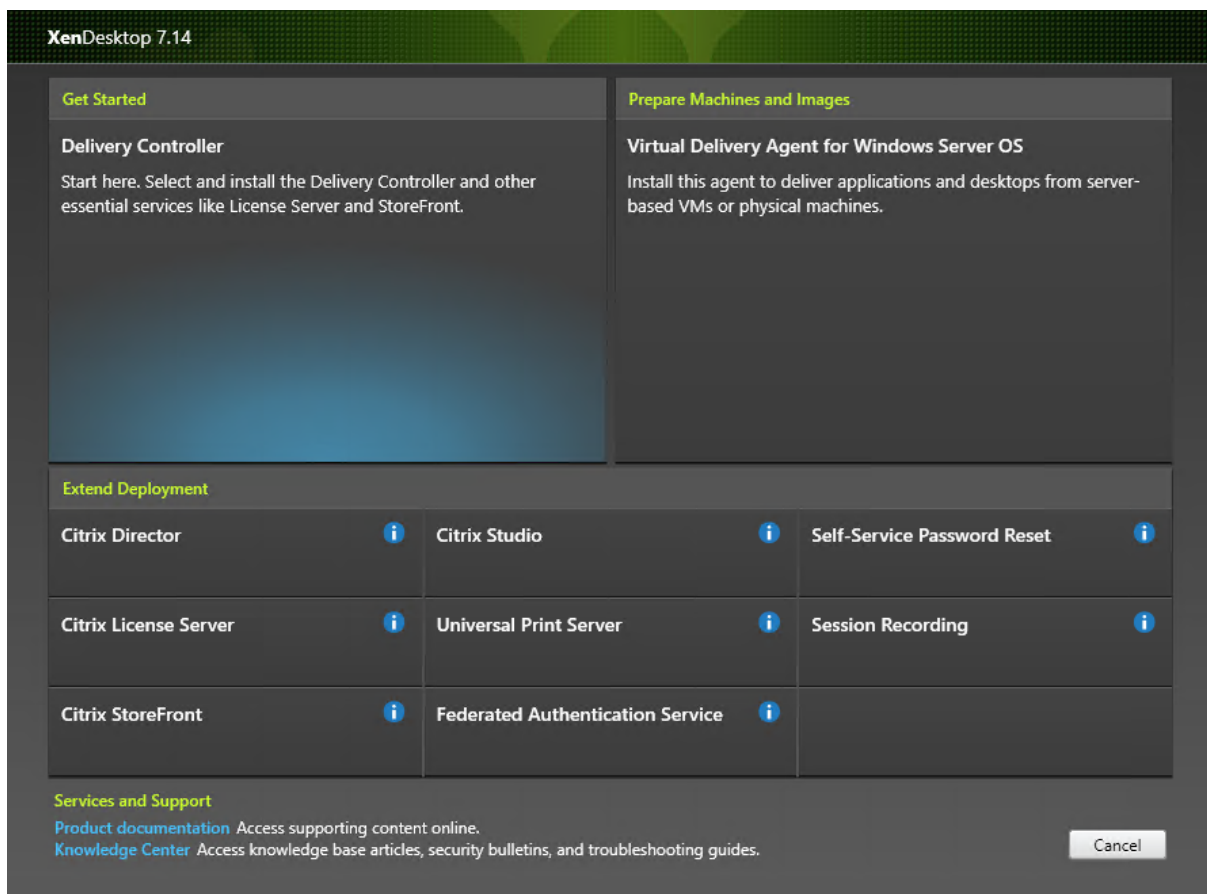 XenDesktop 7.14
Get Started
Delivery Controller
Start here. Select and install the Delivery Controller and other
essential services like License Server and StoreFront.
Prepare Machines and Images
Virtual Delivery Agent for Windows Server OS
Install this agent to deliver applications and desktops from server-
based VMs or physical machines.
Extend Deployment
Citrix Director
Citrix Studio
Self-Service Password Reset
Citrix License Server
Universal Print Server
Session Recording
Citrix StoreFront
Federated Authentication Service
Services and Support
Product documentation Access supporting content online.
Knowledge Center Access knowledge base articles, security bulletins, and troubleshooting guides.
Cancel